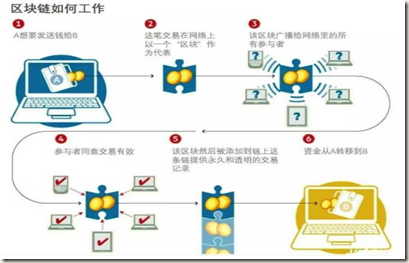 区块链如何工作
1
A想要发送钱给B
2
这笔交易在网络上
以一个“区块”作
为代表
3
该区块广播给网络里的所
有参与者
A
?
?
?
?
?
4
参与者同意交易有效
5
该区块然后被添加到链上这
条链提供永久和透明的交易
记录
6
资金从A转移到B
B